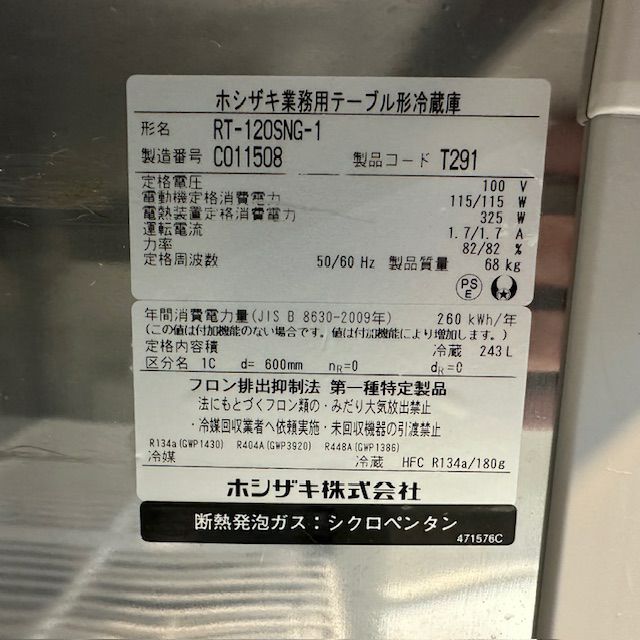 ホシザキ業務用テーブル形冷蔵庫
形名 RT-120SNG-1
製造番号 C011508 製品コード T291
定格電圧 100 V
電動機定格消費電力 115/115 W
電熱装置定格消費電力 325 W
運転電流 1.7/1.7 A
力率 82/82 %
定格周波数 50/60 Hz 製品質量 68 kg
PS
E
年間消費電力量(JIS B 8630-2009年) 260 kWh/年
(この値は付加機能のない場合です。値は付加機能により増加します。)
定格内容積 冷蔵 243 L
区分名 1C d= 600mm nR=0 dR=0
フロン排出抑制法 第一種特定製品
・法にもとづくフロン類の・みだり大気放出禁止
・冷媒回収業者へ依頼実施・未回収機器の引渡禁止
R134a(GWP1430) R404A(GWP3920) R448A(GWP1386)
冷媒 冷蔵 HFC R134a/180g
ホシザキ株式会社
断熱発泡ガス:シクロペンタン
471576C